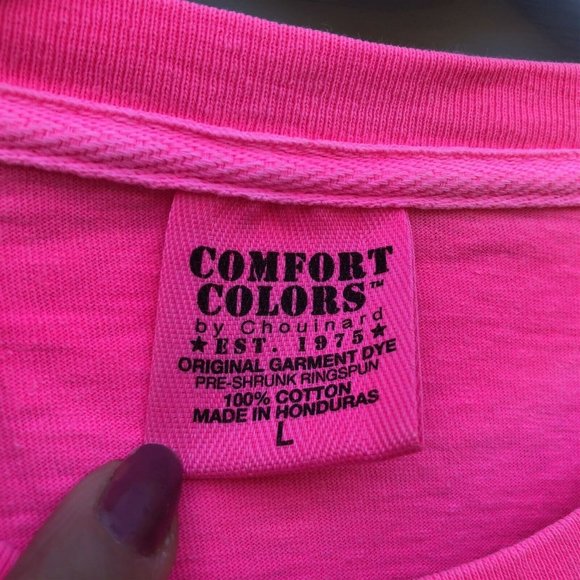 COMFORT
COLORS™
by Chouinard
★ EST. 1975 ★
ORIGINAL GARMENT DYE
PRE-SHRUNK RINGSPUN
100% COTTON
MADE IN HONDURAS
L